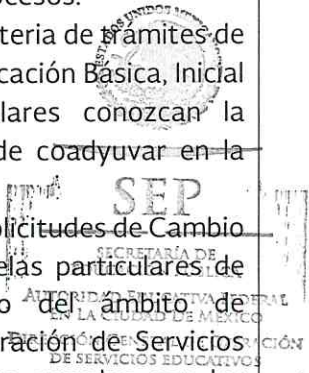 ocesos.
teria de trámites de
cación Básica, Inicial
lares conozcan la
de coadyuvar en la
SEP
licitudes de Cambio
SECRETARÍA DE
elas particulares de
AUTORIDAD EDUCATIVA FEDERAL
o del ámbito de
EN LA CIUDAD DE MÉXICO
ración de Servicios
DE SERVICIOS EDUCATIVOS